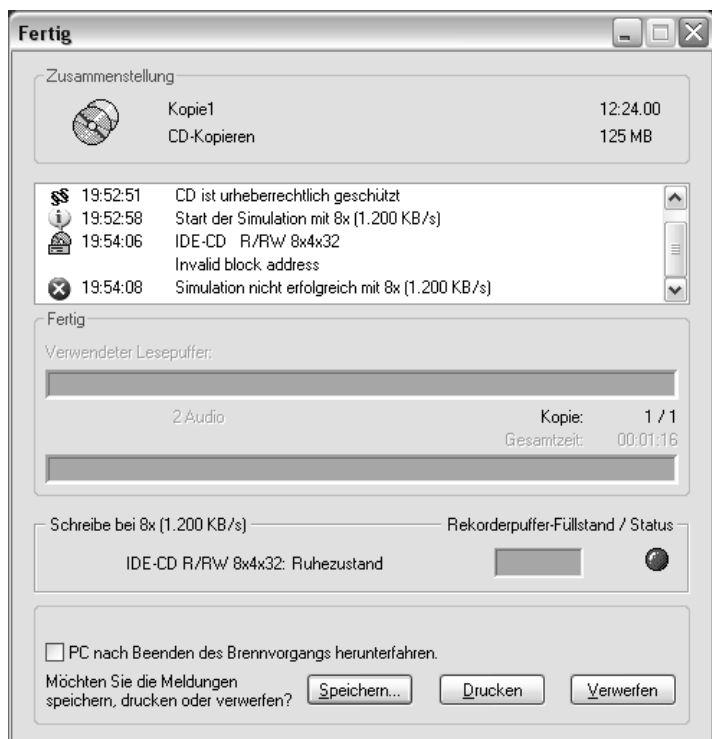 Fertig
Zusammenstellung
Kopie1 12:24.00
CD-Kopieren 125 MB
§§ 19:52:51 CD ist urheberrechtlich geschützt
19:52:58 Start der Simulation mit 8x (1.200 KB/s)
19:54:06 IDE-CD R/RW 8x4x32
Invalid block address
19:54:08 Simulation nicht erfolgreich mit 8x (1.200 KB/s)
Fertig
Verwendeter Lesepuffer:
2 Audio Kopie: 1 / 1
Gesamtzeit: 00:01:16
Schreibe bei 8x (1.200 KB/s) Rekorderpuffer-Füllstand / Status
IDE-CD R/RW 8x4x32: Ruhezustand
PC nach Beenden des Brennvorgangs herunterfahren.
Möchten Sie die Meldungen
speichern, drucken oder verwerfen? Speichern... Drucken Verwerfen